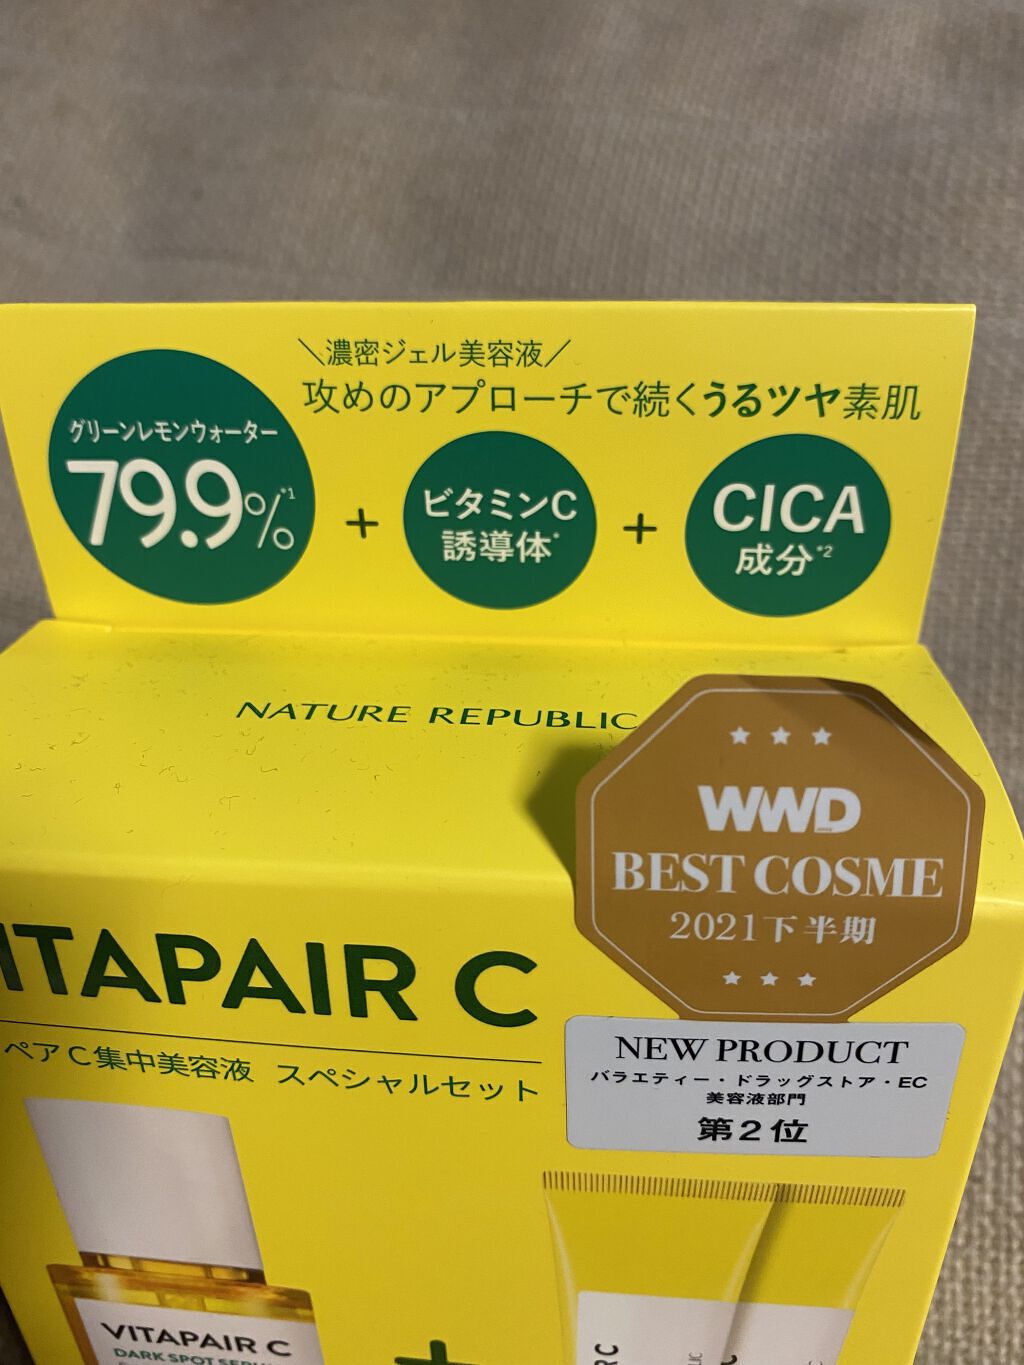 ＼濃密ジェル美容液／
攻めのアプローチで続くうるツヤ素肌
グリーンレモンウォーター
79.9%*1
+
ビタミンC
誘導体*
+
CICA
成分*2
NATURE REPUBLIC
WWD
BEST COSME
2021下半期
ITAPAIR C
ペアC集中美容液 スペシャルセット
NEW PRODUCT
バラエティー・ドラッグストア・EC
美容液部門
第2位
VITAPAIR C
DARK SPOT
+